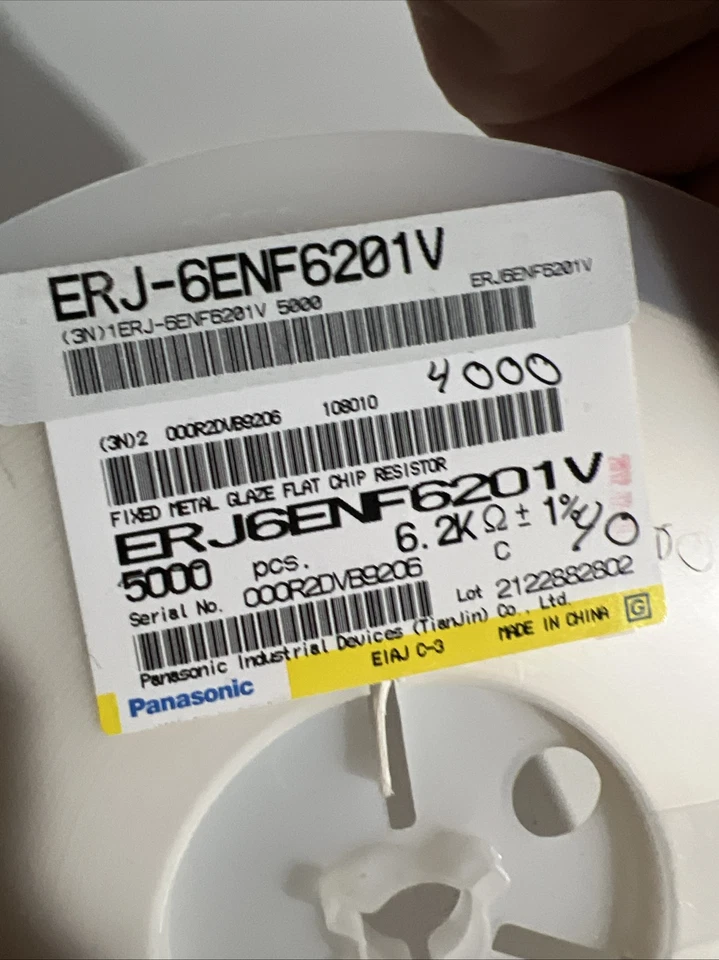 ERJ-6ENF6201V
(3N)1ERJ-6ENF6201V 5000 ERJ6ENF6201V
4000
(3N)2 000R2DVB9206 108010
FIXED METAL GLAZE FLAT CHIP RESISTOR
ERJ6ENF6201V
5000 pcs. 6.2K Ω ± 1% 4000
C
Serial No. 000R2DVB9206 Lot 2122882802
Panasonic Industrial Devices (TianJin) Co., Ltd.
Panasonic EIAJ C-3 MADE IN CHINA G